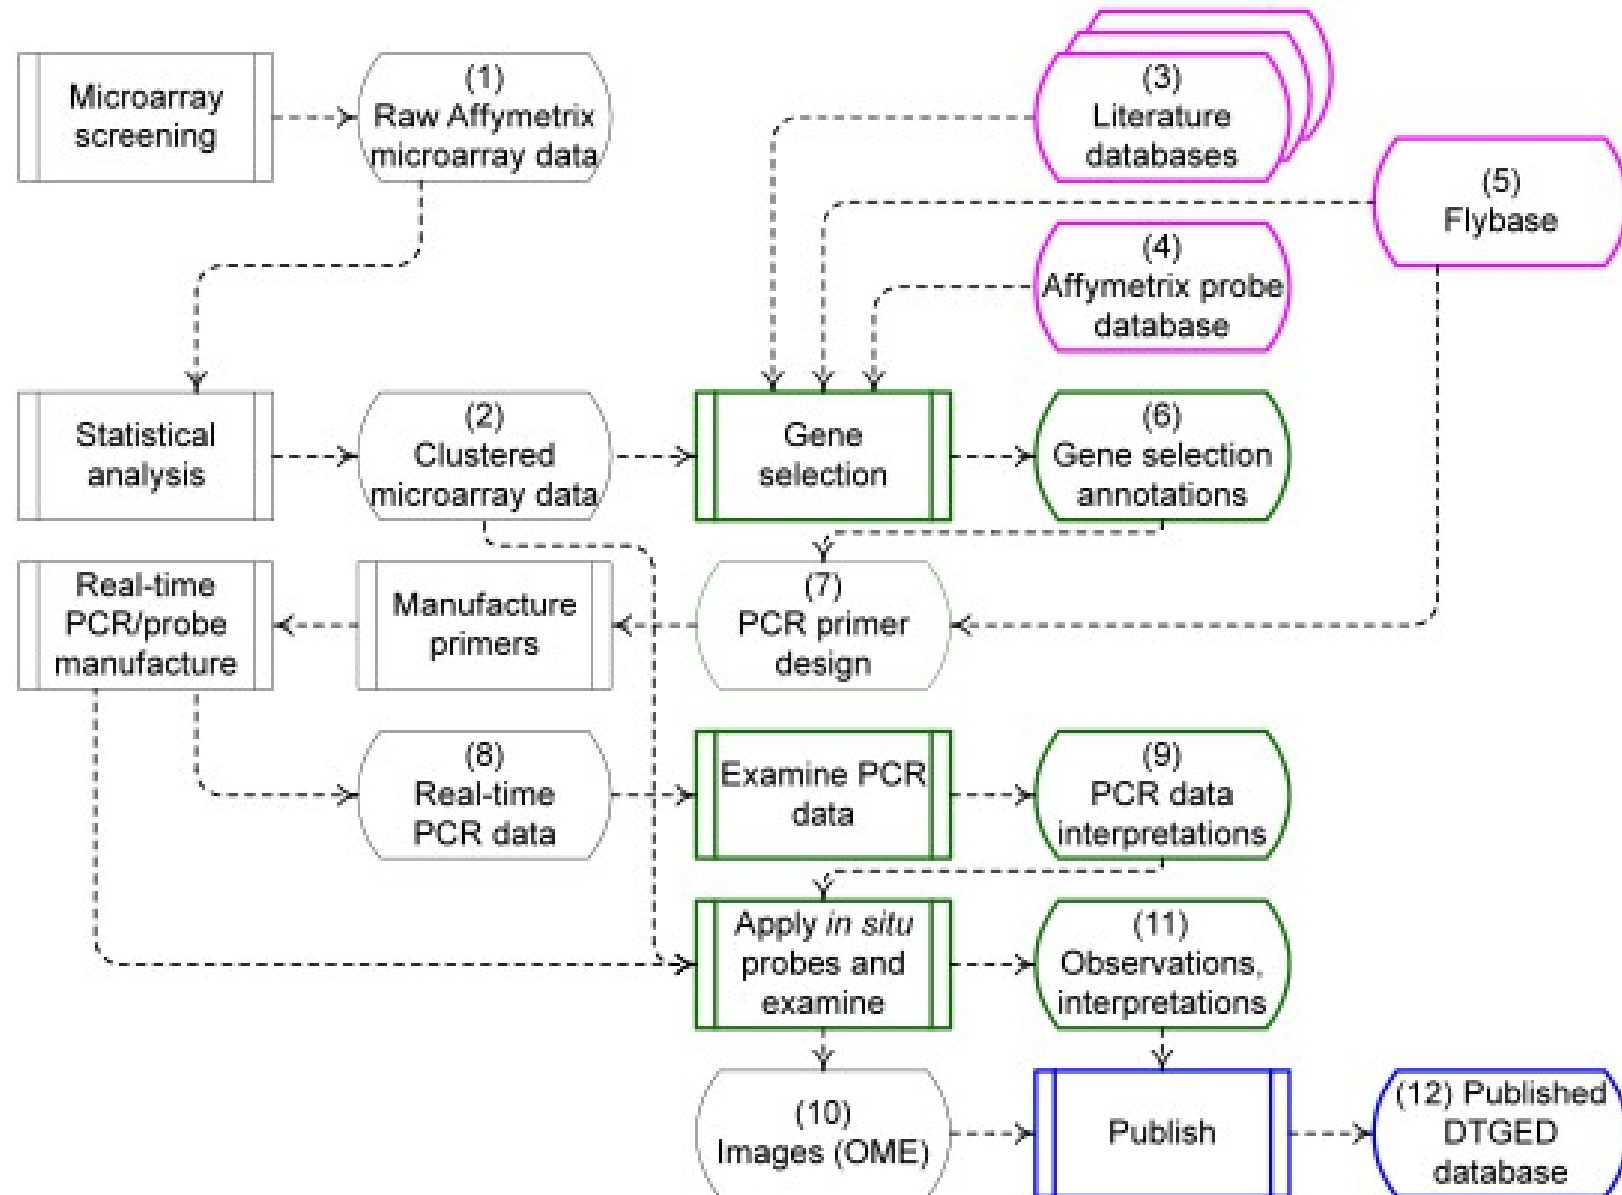 Microarray
screening
(1)
Raw Affymetrix
microarray data
(3)
Literature
databases
(5)
Flybase
(4)
Affymetrix probe
database
Statistical
analysis
(2)
Clustered
microarray data
Gene
selection
(6)
Gene selection
annotations
Real-time
PCR/probe
manufacture
Manufacture
primers
(7)
PCR primer
design
(8)
Real-time
PCR data
Examine PCR
data
(9)
PCR data
interpretations
Apply in situ
probes and
examine
(11)
Observations,
interpretations
(10)
Images (OME)
Publish
(12) Published
DTGED
database